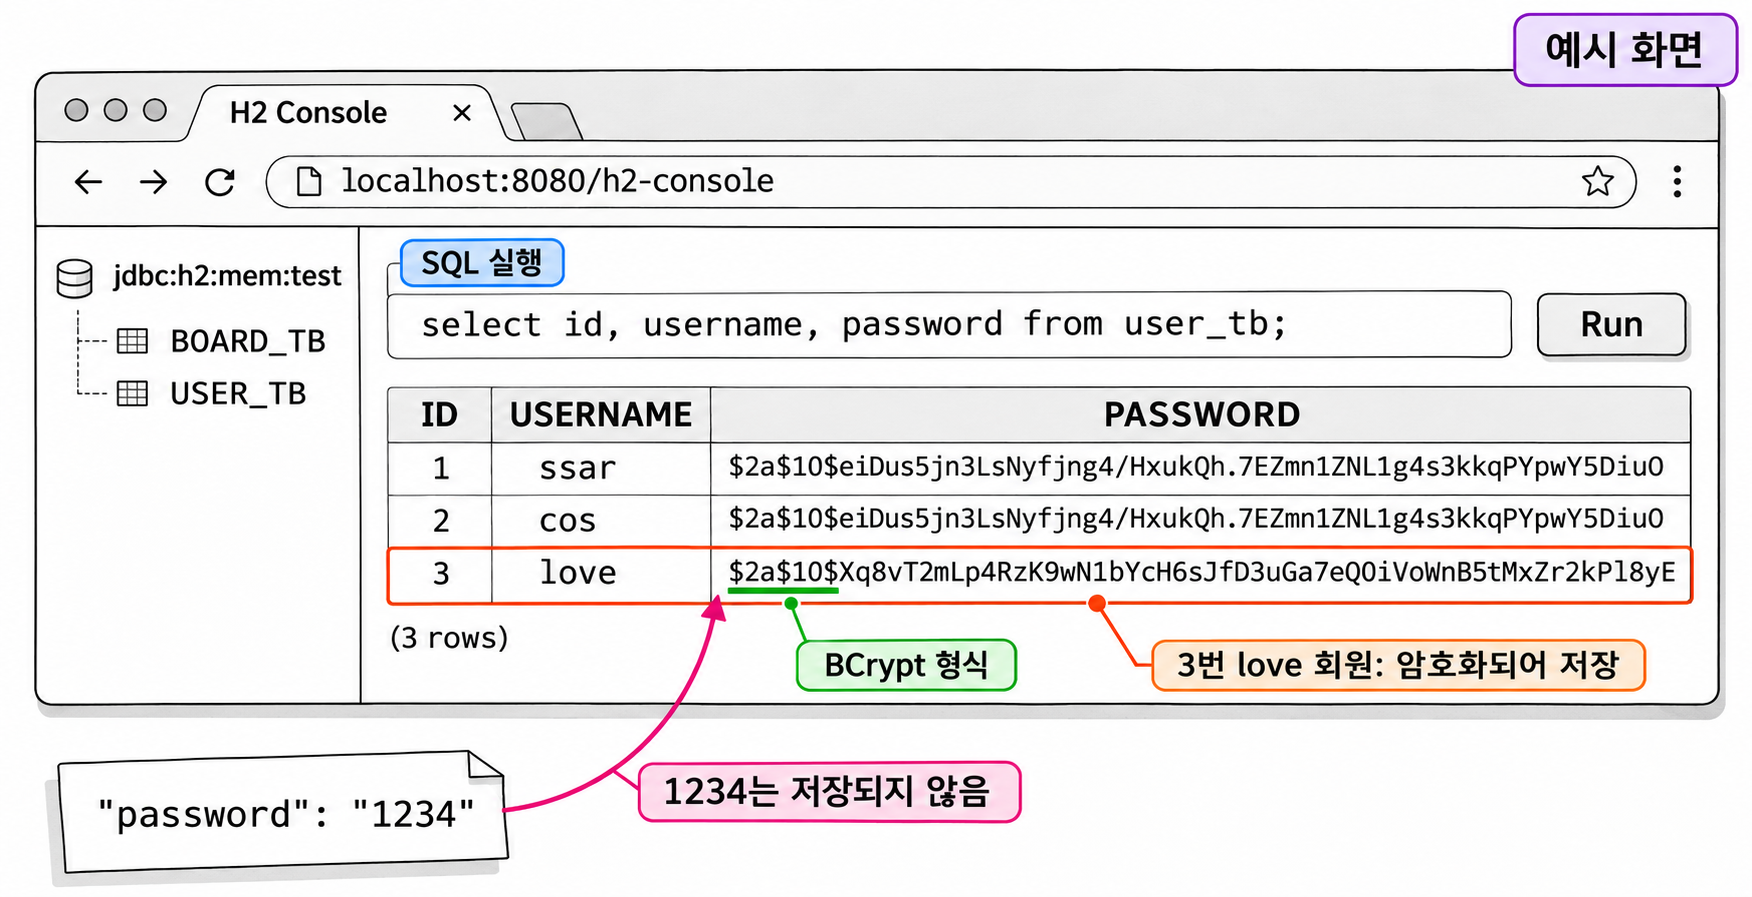 예시 화면
H2 Console
localhost:8080/h2-console
jdbc:h2:mem:test
BOARD_TB
USER_TB
SQL 실행
select id, username, password from user_tb;
Run
ID USERNAME PASSWORD
1 ssar $2a$10$eiDus5jn3LsNyfjng4/HxukQh.7EZmn1ZNL1g4s3kkqPYpwY5DiuO
2 cos $2a$10$eiDus5jn3LsNyfjng4/HxukQh.7EZmn1ZNL1g4s3kkqPYpwY5DiuO
3 love $2a$10$Xq8vT2mLp4RzK9wN1bYcH6sJfD3uGa7eQ0iVoWnB5tMxZr2kPl8yE
(3 rows)
BCrypt 형식
3번 love 회원: 암호화되어 저장
"password": "1234"
1234는 저장되지 않음